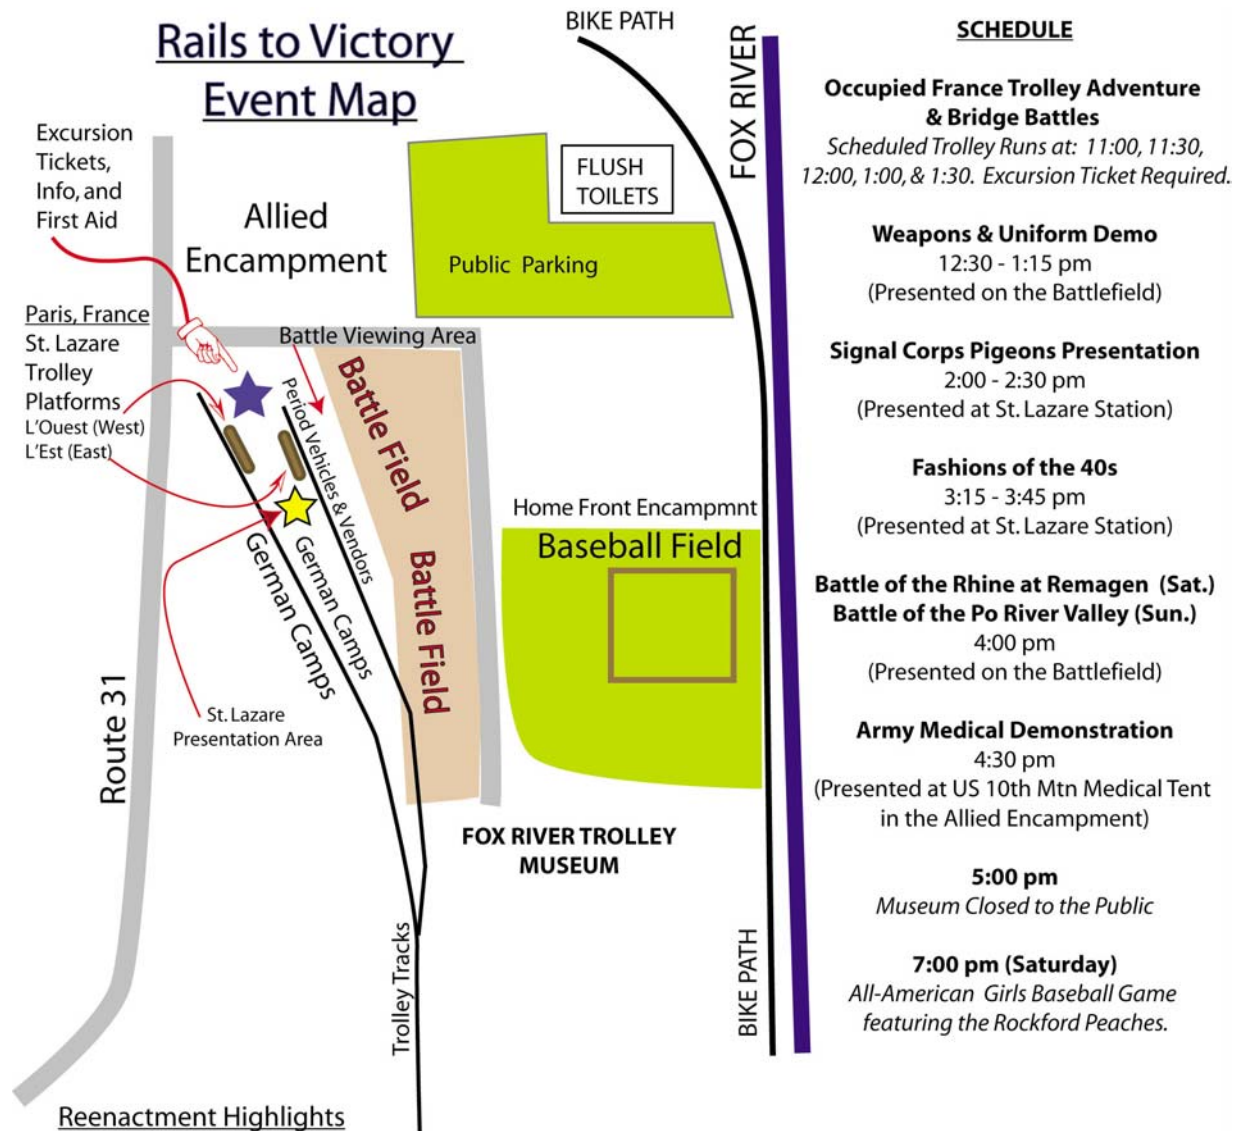 Rails to Victory
Event Map
Excursion
Tickets,
Info, and
First Aid
Allied
Encampment
FLUSH
TOILETS
Public Parking
BIKE PATH
FOX RIVER
Paris, France
St. Lazare
Trolley
Platforms
L'Ouest (West)
L'Est (East)
Battle Viewing Area
Period Vehicles & Vendors
Battle Field
Battle Field
German Camps
German Camps
Home Front Encampmnt
Baseball Field
Route 31
St. Lazare
Presentation Area
FOX RIVER TROLLEY
MUSEUM
Trolley Tracks
BIKE PATH
Reenactment Highlights
SCHEDULE
Occupied France Trolley Adventure
& Bridge Battles
Scheduled Trolley Runs at: 11:00, 11:30,
12:00, 1:00, & 1:30. Excursion Ticket Required.
Weapons & Uniform Demo
12:30 - 1:15 pm
(Presented on the Battlefield)
Signal Corps Pigeons Presentation
2:00 - 2:30 pm
(Presented at St. Lazare Station)
Fashions of the 40s
3:15 - 3:45 pm
(Presented at St. Lazare Station)
Battle of the Rhine at Remagen (Sat.)
Battle of the Po River Valley (Sun.)
4:00 pm
(Presented on the Battlefield)
Army Medical Demonstration
4:30 pm
(Presented at US 10th Mtn Medical Tent
in the Allied Encampment)
5:00 pm
Museum Closed to the Public
7:00 pm (Saturday)
All-American Girls Baseball Game
featuring the Rockford Peaches.